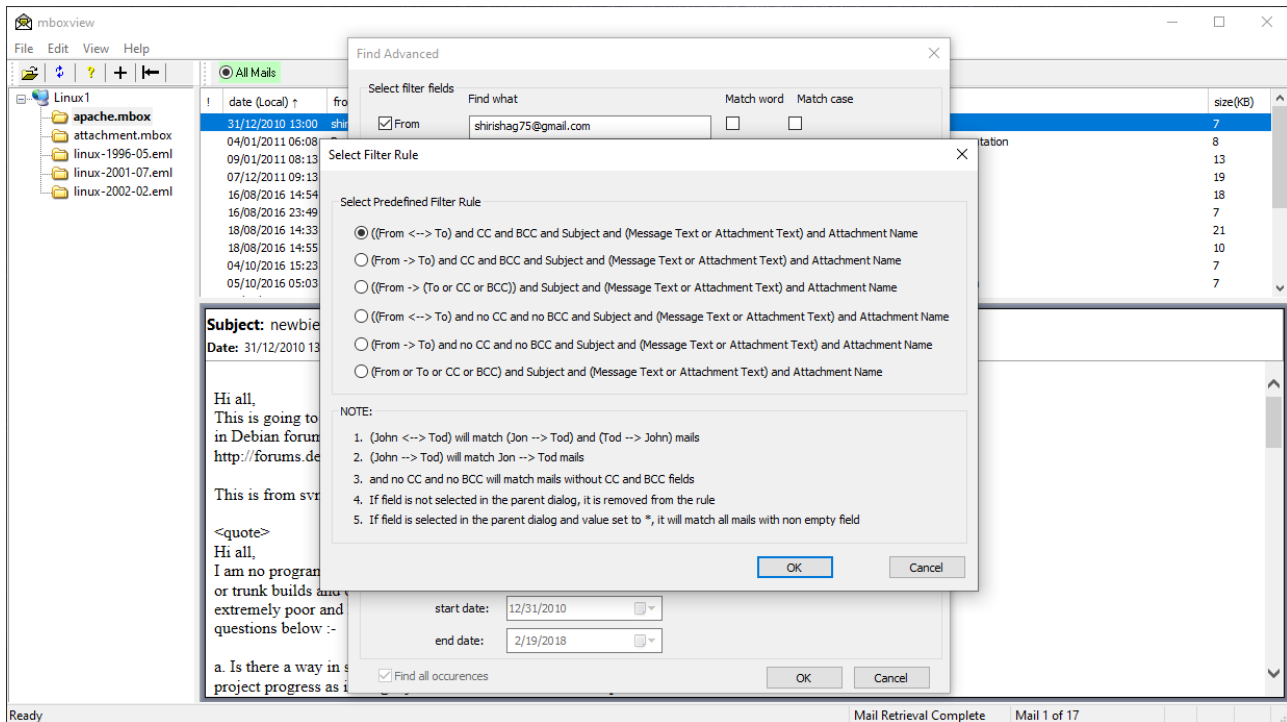 mboxview
File Edit View Help
All Mails
Linux1
apache.mbox
attachment.mbox
linux-1996-05.eml
linux-2001-07.eml
linux-2002-02.eml
! date (Local) ↑ fro size(KB)
31/12/2010 13:00 shir 7
04/01/2011 06:08 tation 8
09/01/2011 08:13 13
07/12/2011 09:13 19
16/08/2016 14:54 18
16/08/2016 23:49 7
18/08/2016 14:33 21
18/08/2016 14:55 10
04/10/2016 15:23 7
05/10/2016 05:03 7
Find Advanced
Select filter fields
Find what Match word Match case
From shirishag75@gmail.com
Select Filter Rule
Select Predefined Filter Rule
((From <--> To) and CC and BCC and Subject and (Message Text or Attachment Text) and Attachment Name
(From -> To) and CC and BCC and Subject and (Message Text or Attachment Text) and Attachment Name
((From -> (To or CC or BCC)) and Subject and (Message Text or Attachment Text) and Attachment Name
((From <--> To) and no CC and no BCC and Subject and (Message Text or Attachment Text) and Attachment Name
(From -> To) and no CC and no BCC and Subject and (Message Text or Attachment Text) and Attachment Name
(From or To or CC or BCC) and Subject and (Message Text or Attachment Text) and Attachment Name
NOTE:
1. (John <--> Tod) will match (Jon --> Tod) and (Tod --> John) mails
2. (John --> Tod) will match Jon --> Tod mails
3. and no CC and no BCC will match mails without CC and BCC fields
4. If field is not selected in the parent dialog, it is removed from the rule
5. If field is selected in the parent dialog and value set to *, it will match all mails with non empty field
OK Cancel
start date: 12/31/2010
end date: 2/19/2018
Find all occurences
OK Cancel
Subject: newbie
Date: 31/12/2010 13
Hi all,
This is going to
in Debian forum
http://forums.de
This is from svn
<quote>
Hi all,
I am no program
or trunk builds and
extremely poor and
questions below :-
a. Is there a way in s
project progress as i
Ready
Mail Retrieval Complete
Mail 1 of 17